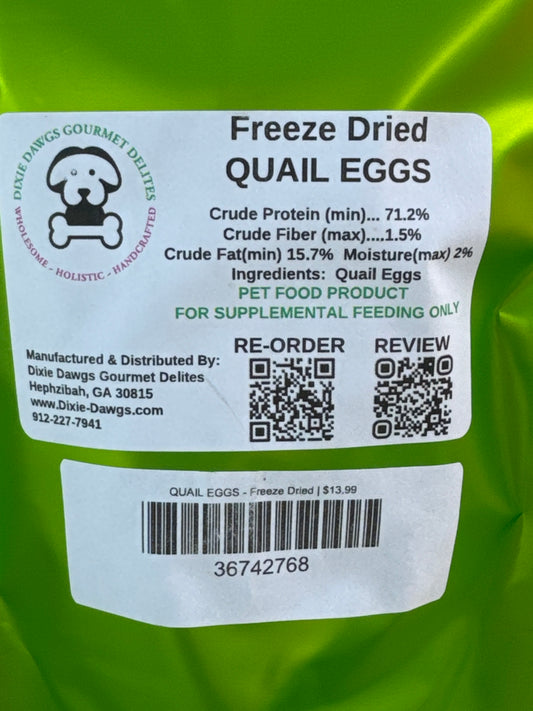 DIXIE DAWGS GOURMET DELITES
WHOLESOME - HOLISTIC - HANDCRAFTED
Freeze Dried
QUAIL EGGS
Crude Protein (min)... 71.2%
Crude Fiber (max)....1.5%
Crude Fat(min) 15.7% Moisture(max) 2%
Ingredients: Quail Eggs
PET FOOD PRODUCT
FOR SUPPLEMENTAL FEEDING ONLY
Manufactured & Distributed By:
Dixie Dawgs Gourmet Delites
Hephzibah, GA 30815
www.Dixie-Dawgs.com
912-227-7941
RE-ORDER
REVIEW
QUAIL EGGS - Freeze Dried | $13.99
36742768